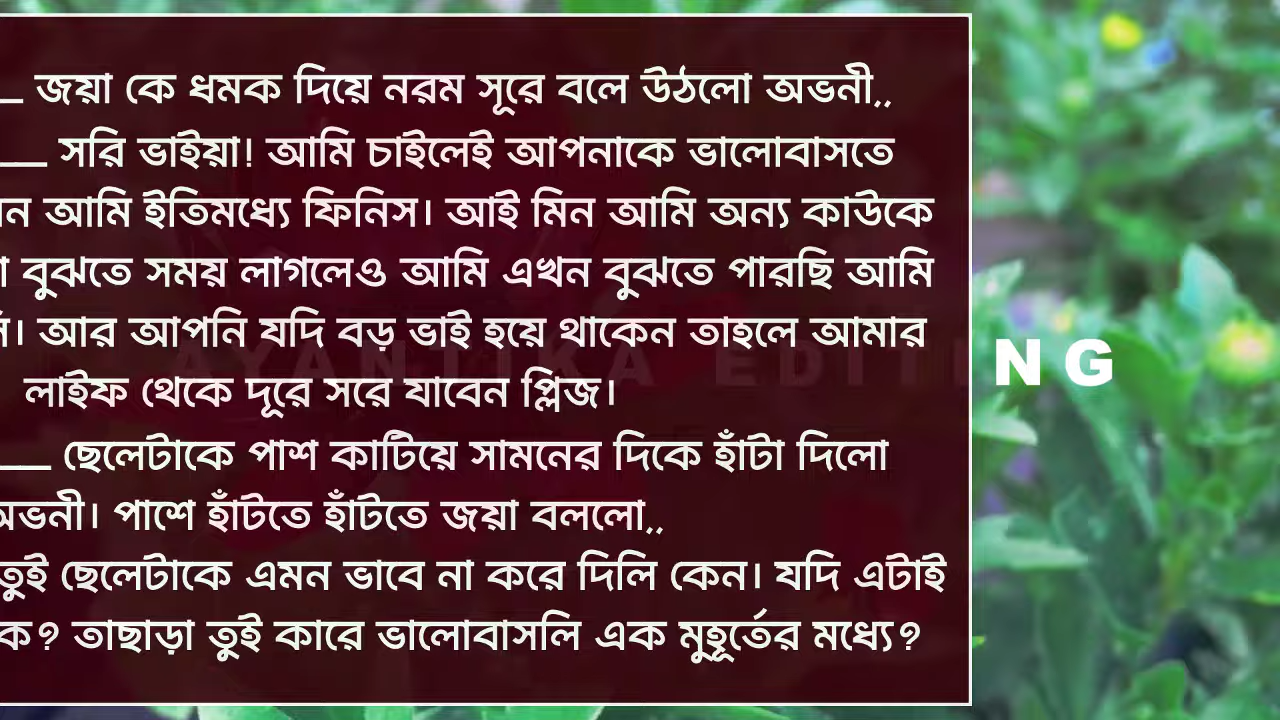 __ জয়া কে ধমক দিয়ে নরম সূরে বলে উঠলো অভনী,,
___ সরি ভাইয়া! আমি চাইলেই আপনাকে ভালোবাসতে
আমি ইতিমধ্যে ফিনিস। আই মিন আমি অন্য কাউকে
বুঝতে সময় লাগলেও আমি এখন বুঝতে পারছি আমি
আর আপনি যদি বড় ভাই হয়ে থাকেন তাহলে আমার
লাইফ থেকে দূরে সরে যাবেন প্লিজ।
___ ছেলেটাকে পাশ কাটিয়ে সামনের দিকে হাঁটা দিলো
অভনী। পাশে হাঁটতে হাঁটতে জয়া বললো,,
তুই ছেলেটাকে এমন ভাবে না করে দিলি কেন। যদি এটাই
তাছাড়া তুই কারে ভালোবাসলি এক মুহূর্তের মধ্যে?
AYANTIKA EDITING